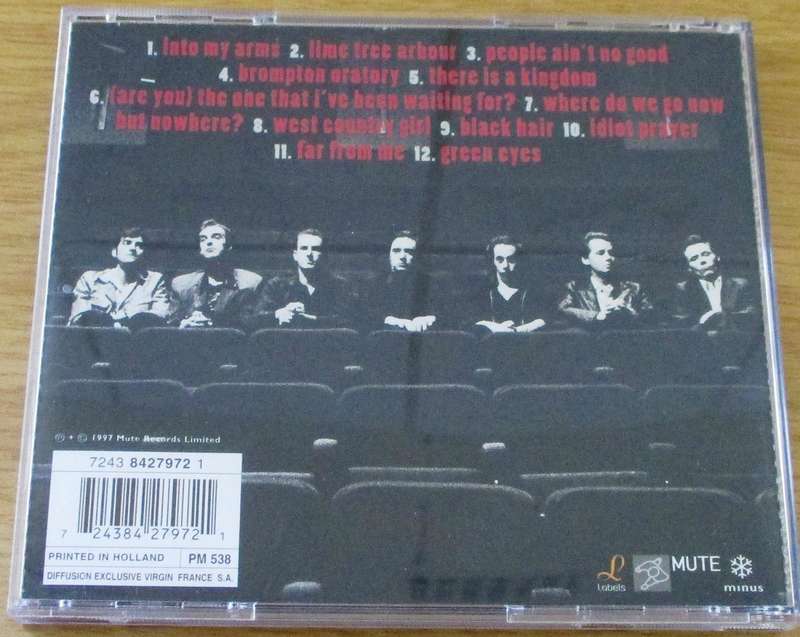 1. into my arms 2. lime tree arbour 3. people ain't no good
4. brompton oratory 5. there is a kingdom
6. (are you) the one that i've been waiting for? 7. where do we go now
but nowhere? 8. west country girl 9. black hair 10. idiot prayer
11. far from me 12. green eyes
℗ + © 1997 Mute Records Limited
7243 8427972 1
7 24384 27972 1
PRINTED IN HOLLAND PM 538
DIFFUSION EXCLUSIVE VIRGIN FRANCE S.A.
L MUTE
labels minus